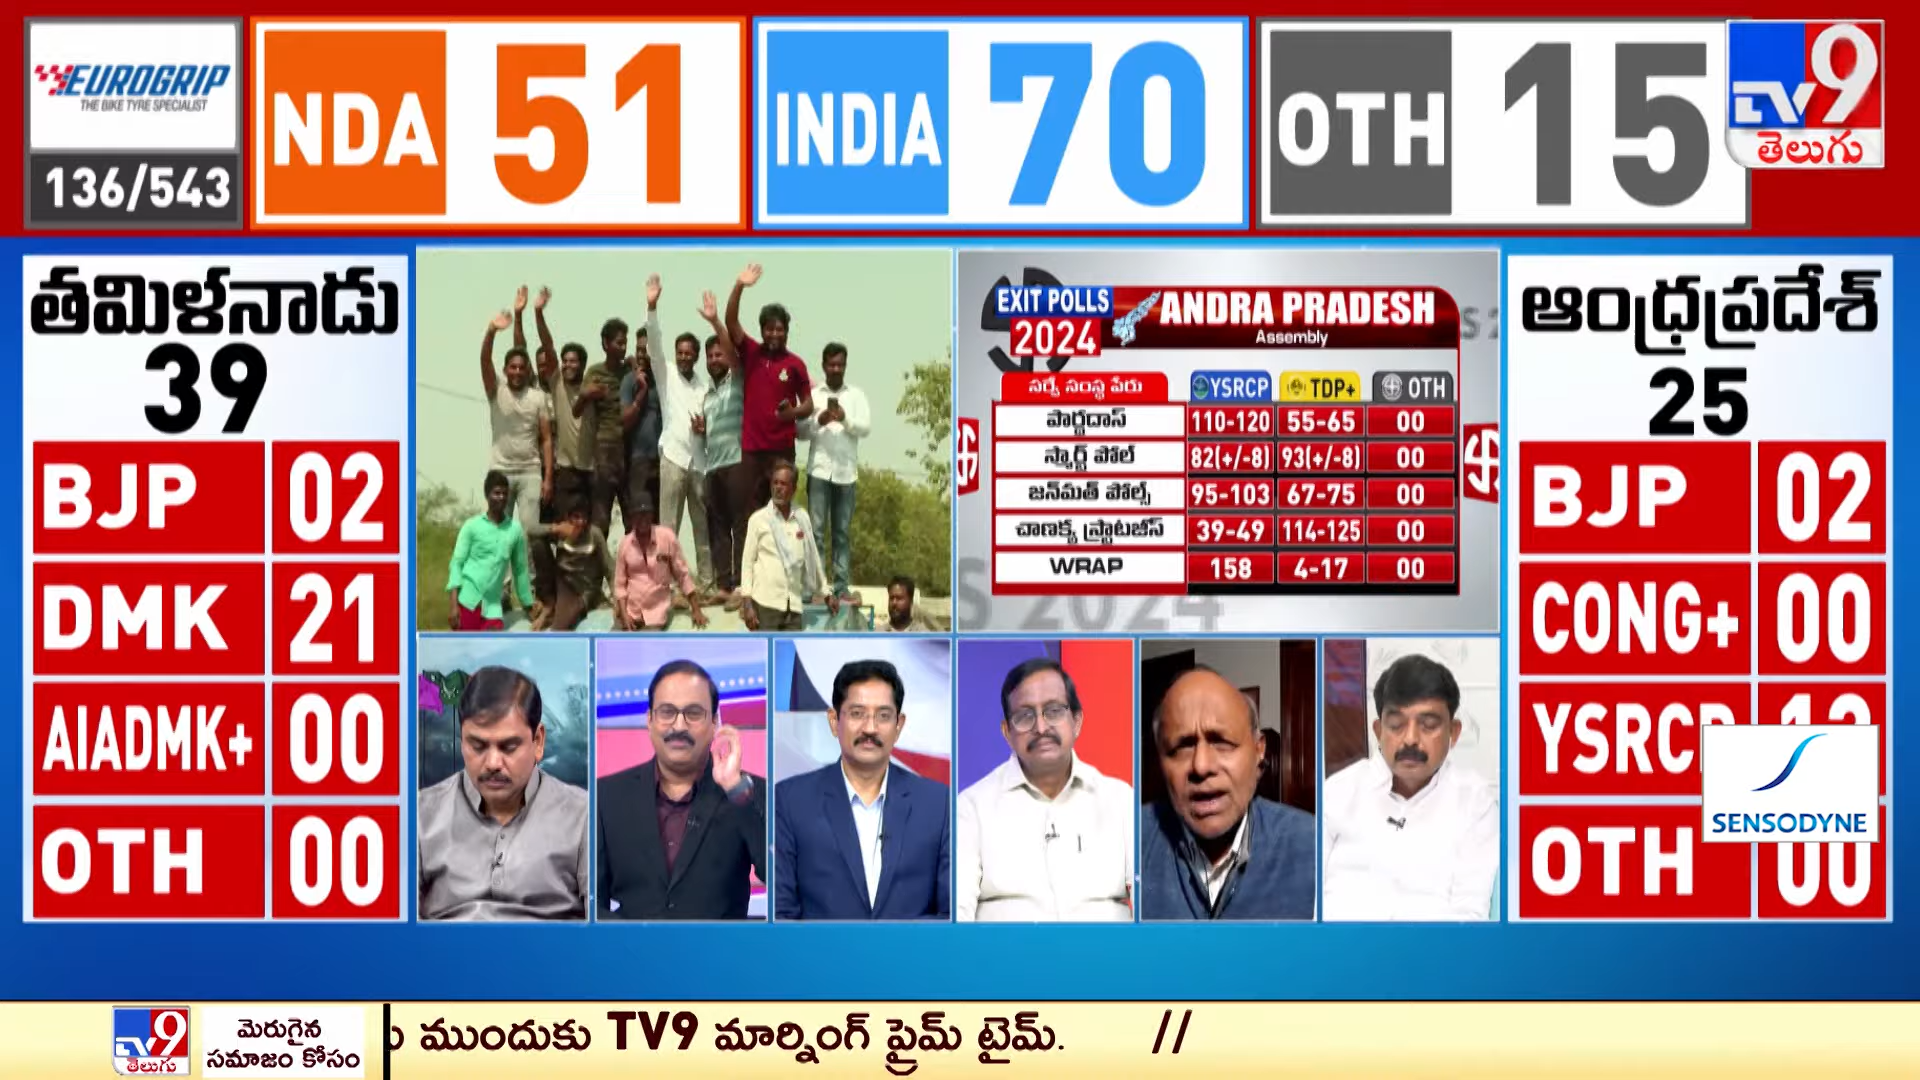 EUROGRIP
THE BIKE TYRE SPECIALIST
136/543
NDA 51
INDIA 70
OTH 15
TV9
తెలుగు
తమిళనాడు
39
BJP 02
DMK 21
AIADMK+ 00
OTH 00
EXIT POLLS
2024
ANDRA PRADESH
Assembly
సర్వే సంస్థ పేరు YSRCP TDP+ OTH
పార్థదాస్ 110-120 55-65 00
స్మార్ట్ పోల్ 82(+/-8) 93(+/-8) 00
జన్‌మత్ పోల్స్ 95-103 67-75 00
చాణక్య స్ట్రాటజీస్ 39-49 114-125 00
WRAP 158 4-17 00
S 2024
ఆంధ్రప్రదేశ్
25
BJP 02
CONG+ 00
YSRCP
SENSODYNE
OTH 00
TV9
తెలుగు
మెరుగైన
సమాజం కోసం
ముందుకు TV9 మార్నింగ్ ప్రైమ్ టైమ్. //